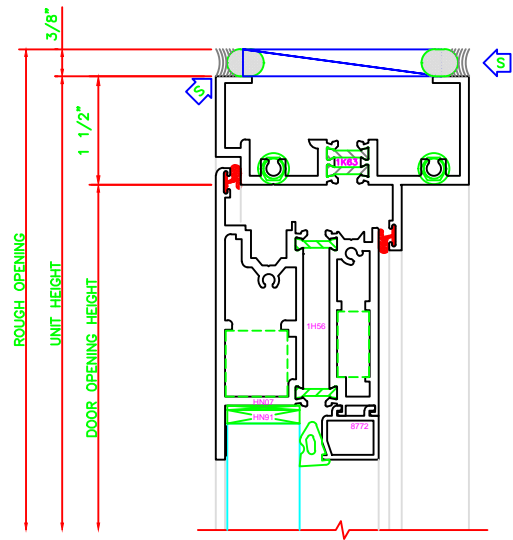 3/8"
S
S
1 1/2"
1K63
ROUGH OPENING
UNIT HEIGHT
DOOR OPENING HEIGHT
1H56
HN07
HN91
8772